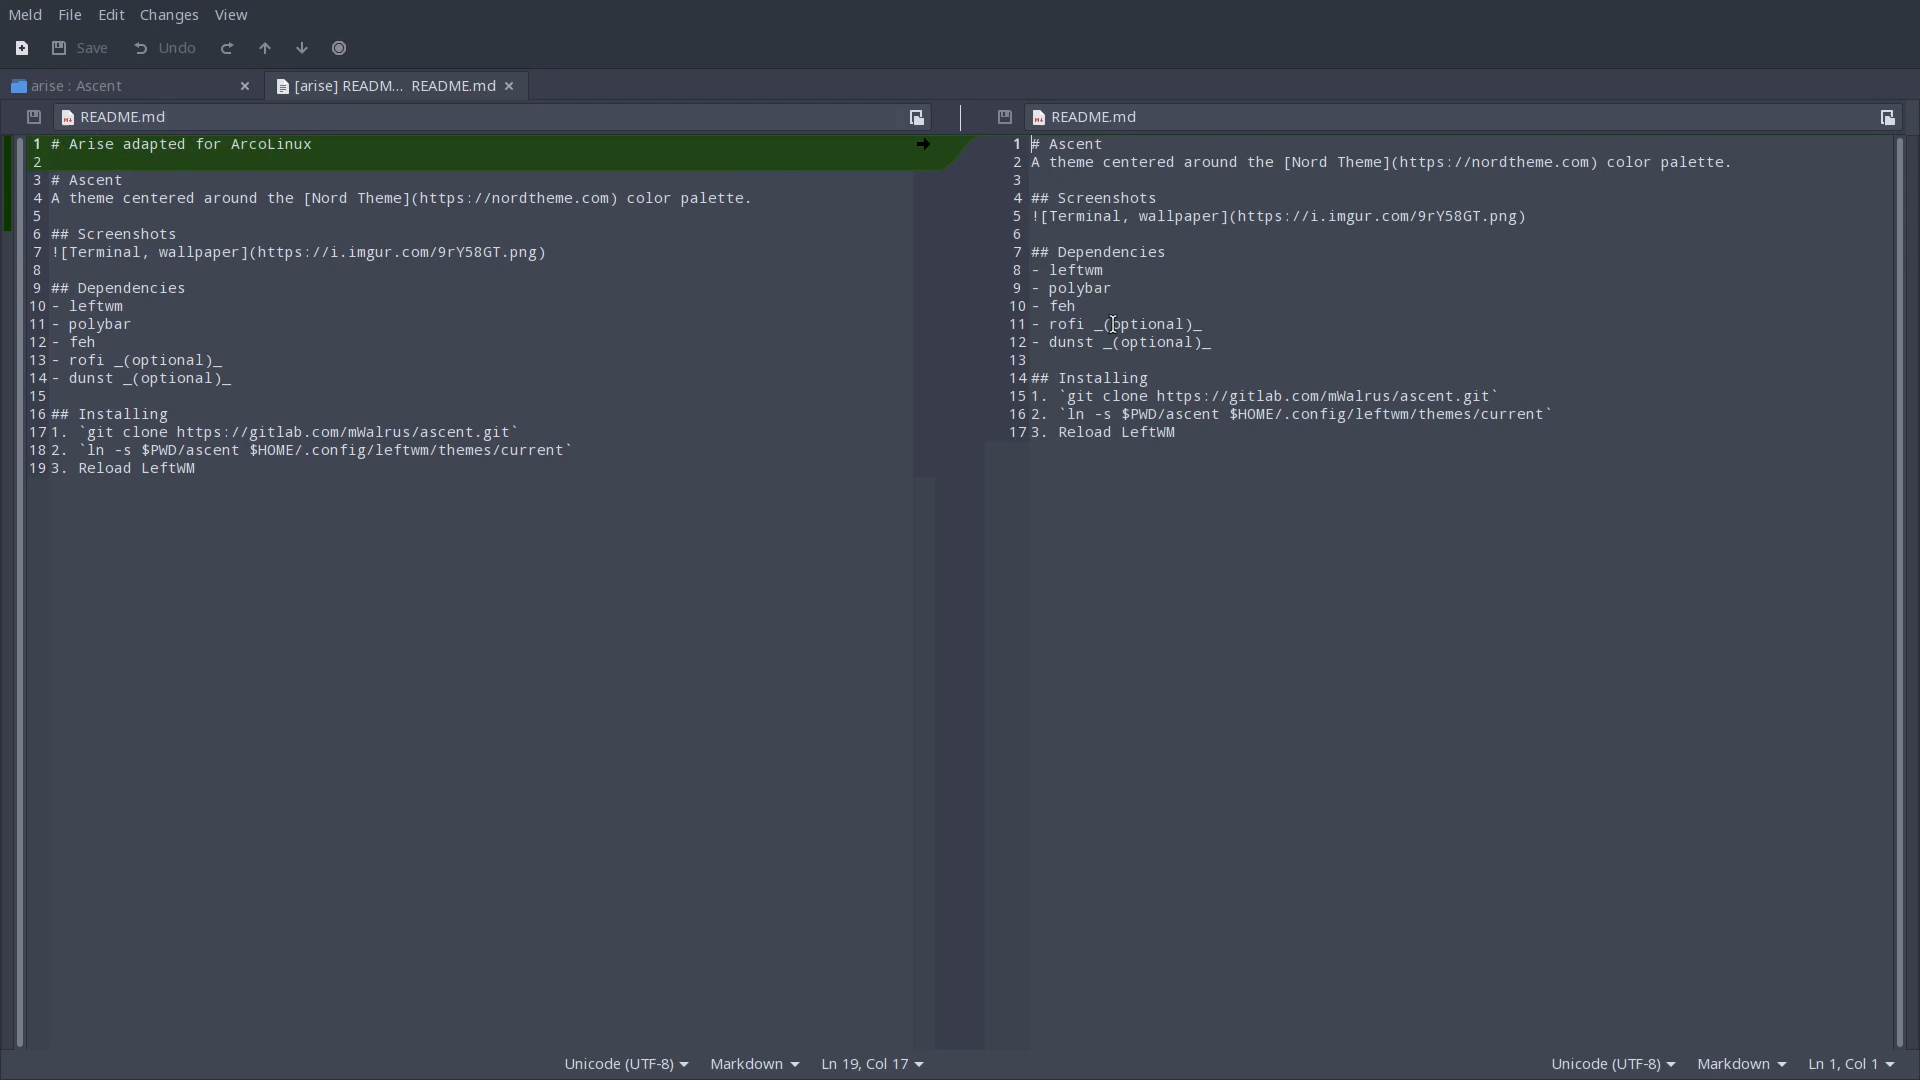 Meld File Edit Changes View
Save Undo
arise : Ascent
[arise] READM... README.md
README.md
1 # Arise adapted for ArcoLinux
2
3 # Ascent
4 A theme centered around the [Nord Theme](https://nordtheme.com) color palette.
5
6 ## Screenshots
7 ![Terminal, wallpaper](https://i.imgur.com/9rY58GT.png)
8
9 ## Dependencies
10 - leftwm
11 - polybar
12 - feh
13 - rofi _(optional)_
14 - dunst _(optional)_
15
16 ## Installing
17 1. `git clone https://gitlab.com/mWalrus/ascent.git`
18 2. `ln -s $PWD/ascent $HOME/.config/leftwm/themes/current`
19 3. Reload LeftWM
Unicode (UTF-8) Markdown Ln 19, Col 17
README.md
1 # Ascent
2 A theme centered around the [Nord Theme](https://nordtheme.com) color palette.
3
4 ## Screenshots
5 ![Terminal, wallpaper](https://i.imgur.com/9rY58GT.png)
6
7 ## Dependencies
8 - leftwm
9 - polybar
10 - feh
11 - rofi _(optional)_
12 - dunst _(optional)_
13
14 ## Installing
15 1. `git clone https://gitlab.com/mWalrus/ascent.git`
16 2. `ln -s $PWD/ascent $HOME/.config/leftwm/themes/current`
17 3. Reload LeftWM
Unicode (UTF-8) Markdown Ln 1, Col 1